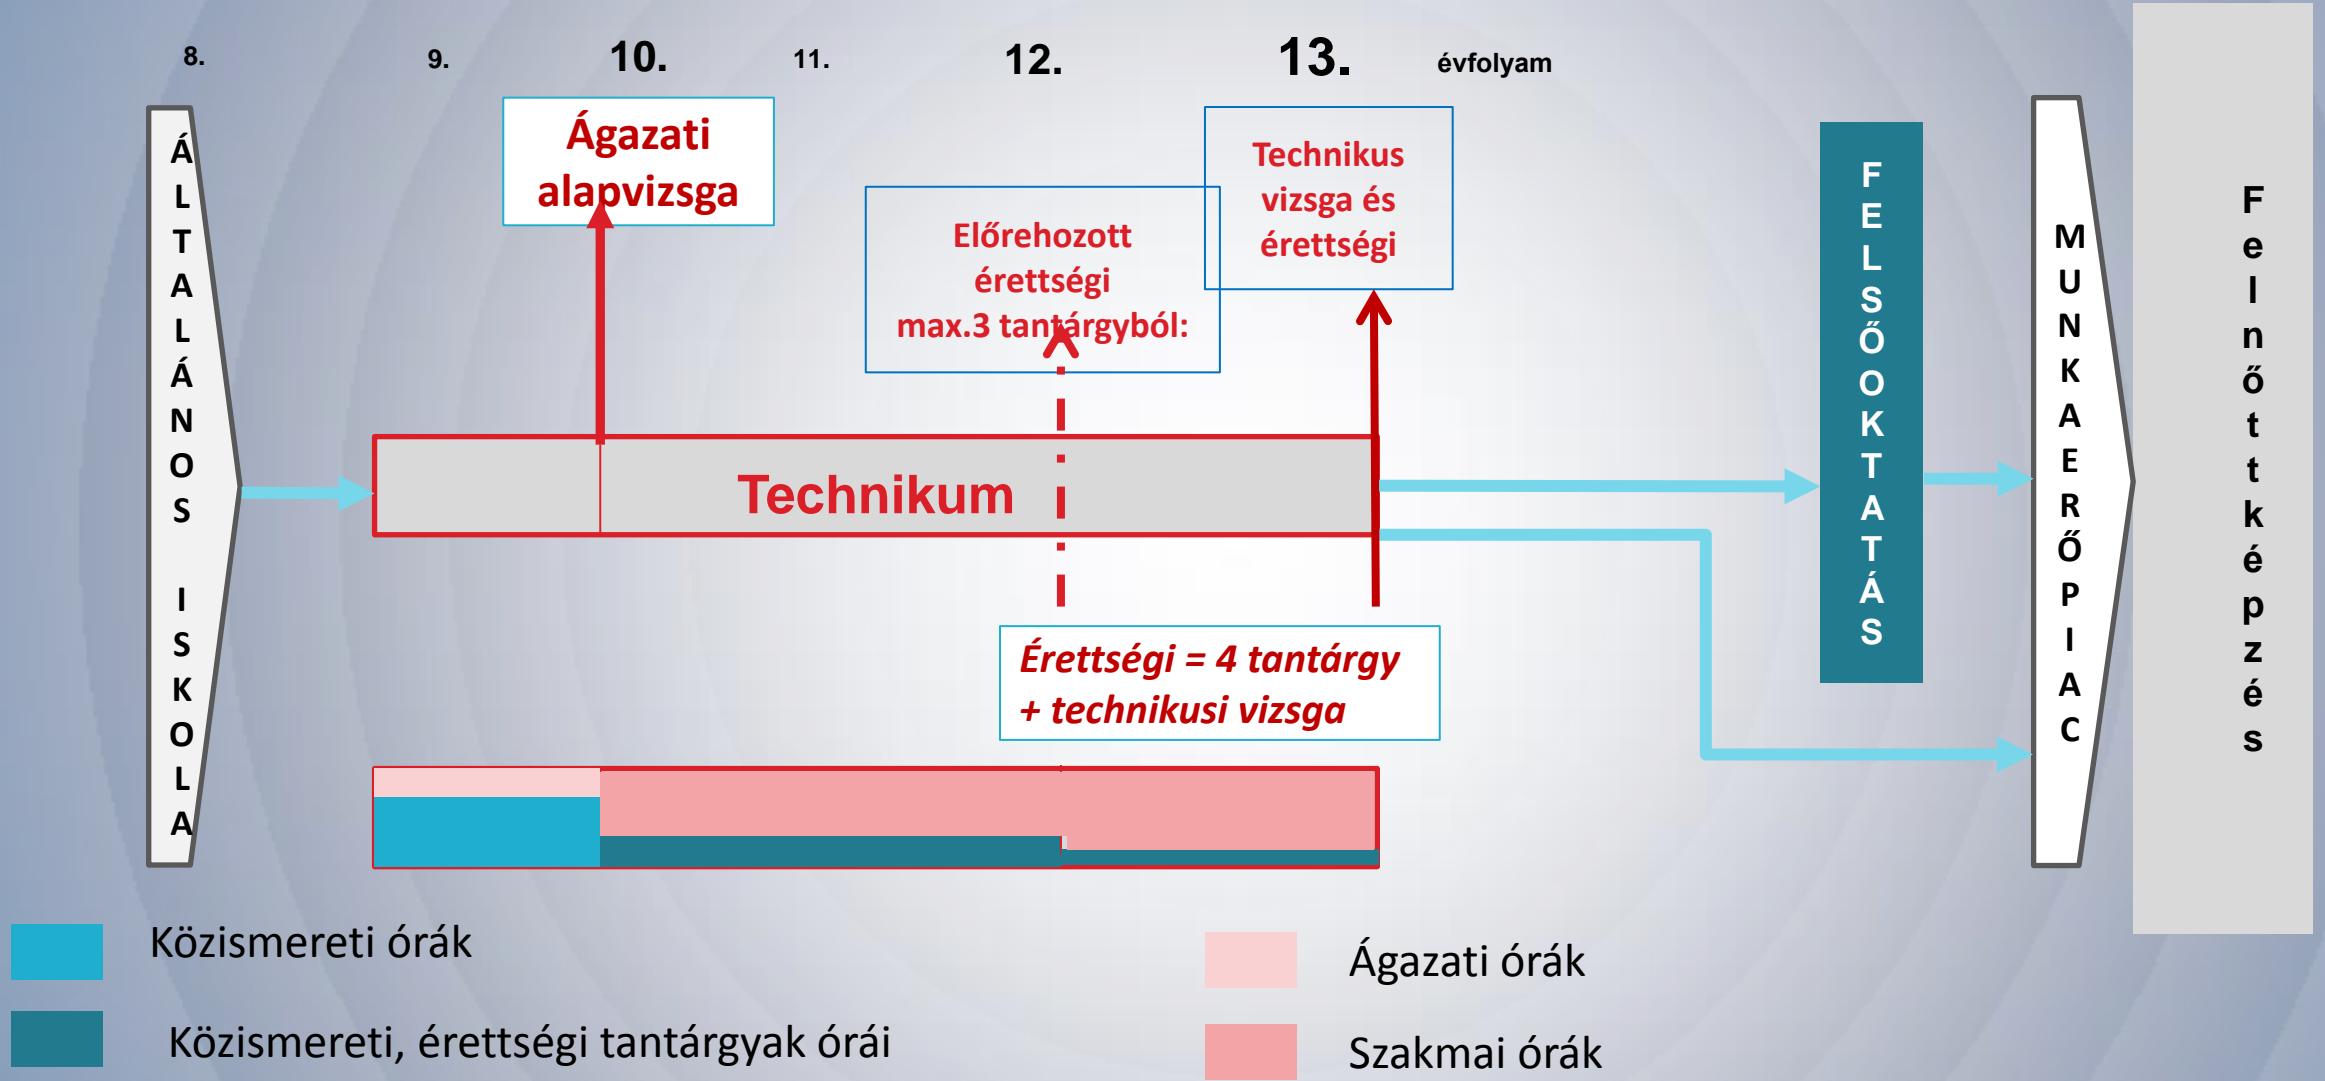 8.
9.
10.
11.
12.
13.
évfolyam
ÁLTALÁNOS ISKOLA
Ágazati
alapvizsga
Előrehozott
érettségi
max.3 tantárgyból:
Technikus
vizsga és
érettségi
Technikum
Érettségi = 4 tantárgy
+ technikusi vizsga
FELSŐOKTATÁS
MUNKAERŐPIAC
Felnőttképzés
Közismereti órák
Közismereti, érettségi tantárgyak órái
Ágazati órák
Szakmai órák